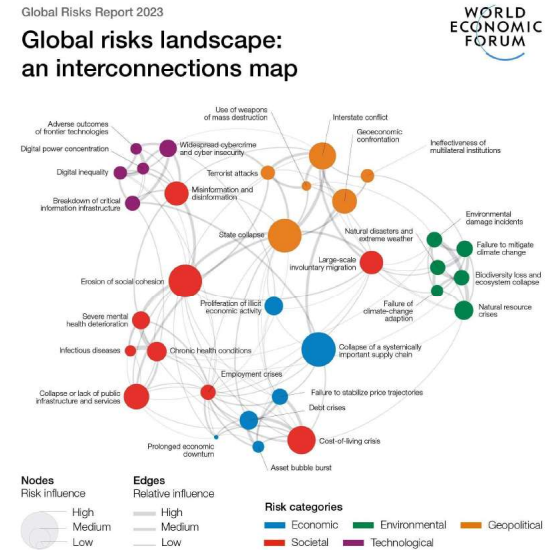 Global Risks Report 2023
WORLD
ECONOMIC
FORUM
Global risks landscape:
an interconnections map
Use of weapons
of mass destruction
Interstate conflict
Adverse outcomes
of frontier technologies
Geoeconomic
confrontation
Digital power concentration
Widespread cybercrime
and cyber insecurity
Ineffectiveness of
multilateral institutions
Digital inequality
Terrorist attacks
Misinformation and
disinformation
Breakdown of critical
information infrastructure
Environmental
damage incidents
State collapse
Natural disasters and
extreme weather
Failure to mitigate
climate change
Large-scale
involuntary migration
Erosion of social cohesion
Biodiversity loss and
ecosystem collapse
Proliferation of illicit
economic activity
Failure of
climate-change
adaption
Natural resource
crises
Severe mental
health deterioration
Infectious diseases
Chronic health conditions
Collapse of a systemically
important supply chain
Employment crises
Collapse or lack of public
infrastructure and services
Failure to stabilize price trajectories
Debt crises
Prolonged economic
downturn
Cost-of-living crisis
Asset bubble burst
Nodes
Risk influence
High
Medium
Low
Edges
Relative influence
High
Medium
Low
Risk categories
Economic
Environmental
Geopolitical
Societal
Technological